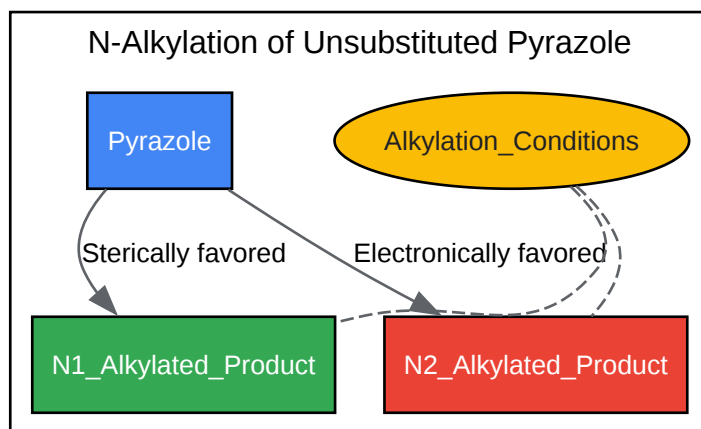 N-Alkylation of Unsubstituted Pyrazole
Pyrazole
Alkylation_Conditions
Sterically favored
Electronically favored
N1_Alkylated_Product
N2_Alkylated_Product